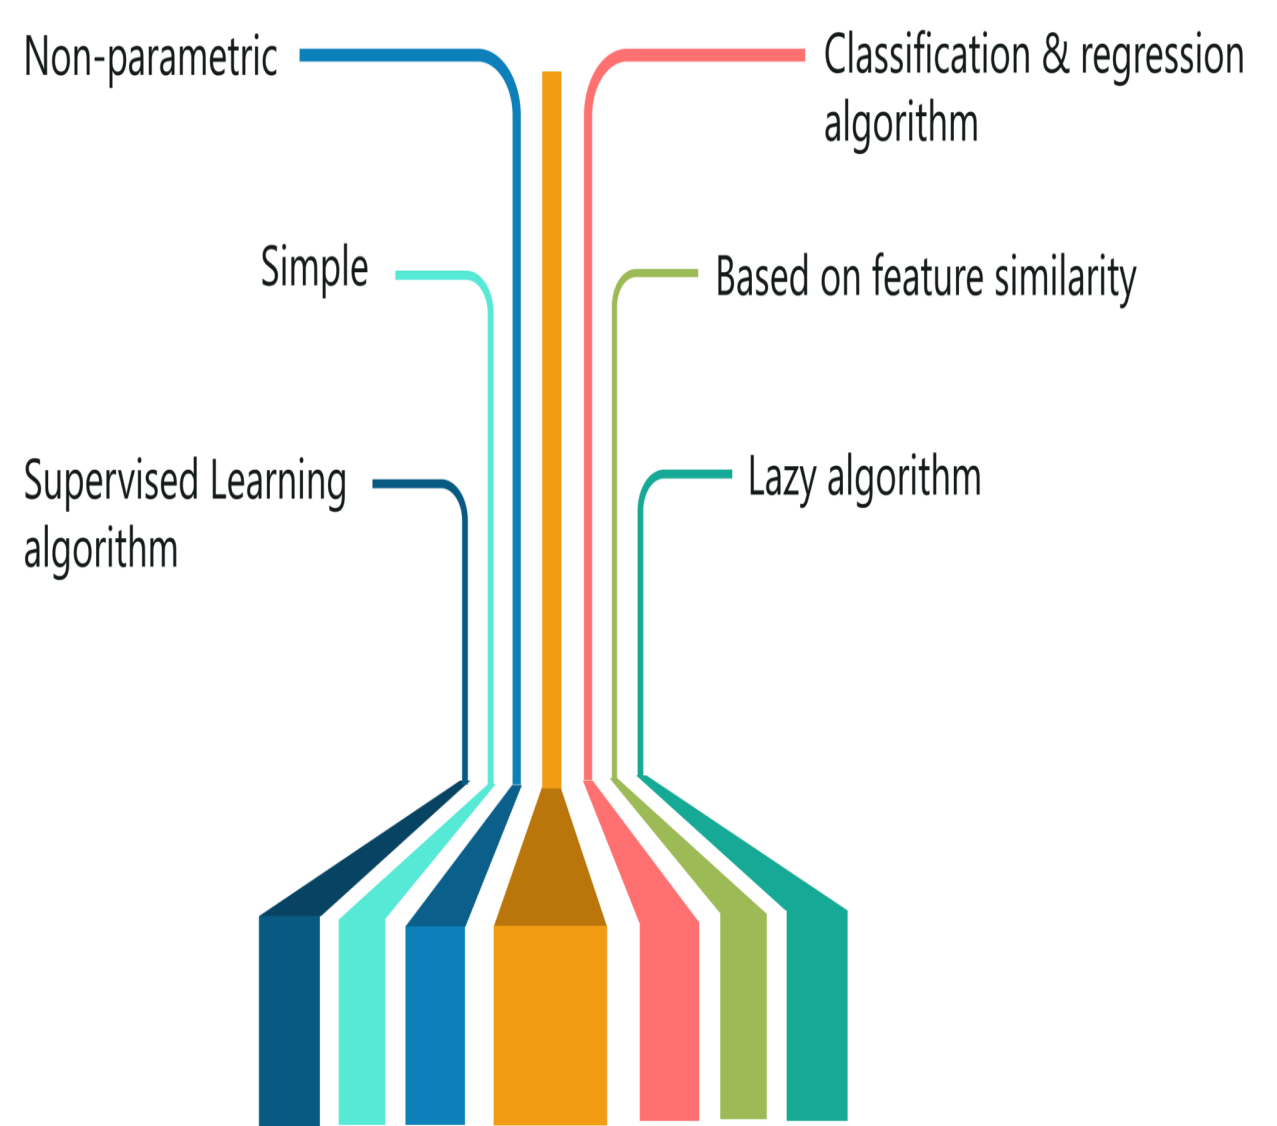 Non-parametric
Classification & regression
algorithm
Simple
Based on feature similarity
Supervised Learning
algorithm
Lazy algorithm